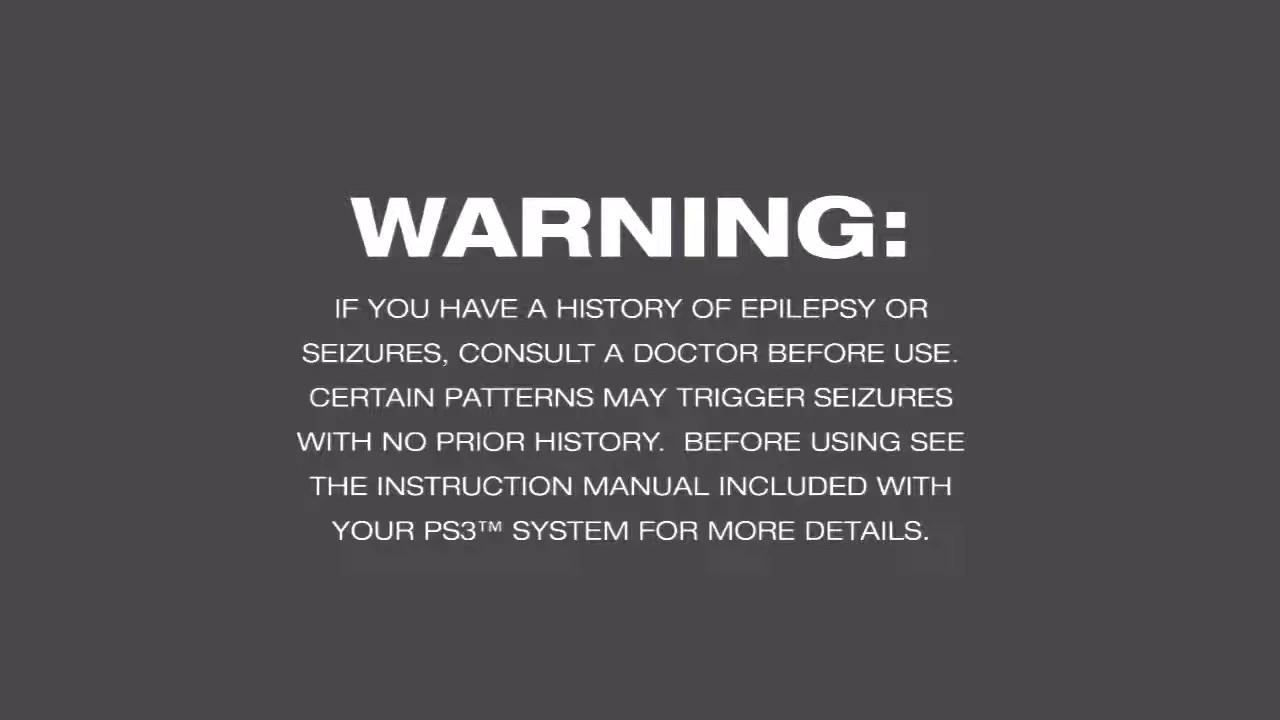 WARNING:
IF YOU HAVE A HISTORY OF EPILEPSY OR
SEIZURES, CONSULT A DOCTOR BEFORE USE.
CERTAIN PATTERNS MAY TRIGGER SEIZURES
WITH NO PRIOR HISTORY.  BEFORE USING SEE
THE INSTRUCTION MANUAL INCLUDED WITH
YOUR PS3™ SYSTEM FOR MORE DETAILS.